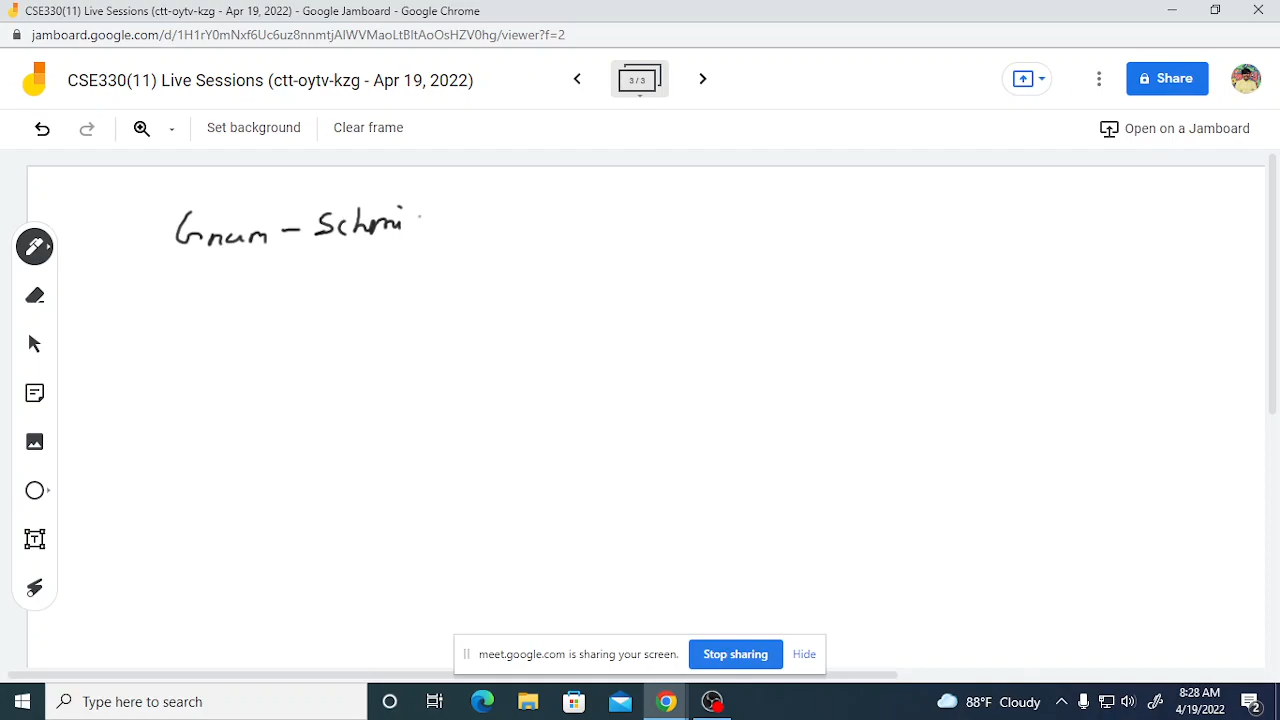 CSE330(11) Live Sessions (ctt-oytv-kzg - Apr 19, 2022) - Google Jamboard - Google Chrome
jamboard.google.com/d/1H1rY0mNxf6Uc6uz8nnmtjAIWVMaoLtBltAoOsHZV0hg/viewer?f=2
CSE330(11) Live Sessions (ctt-oytv-kzg - Apr 19, 2022)
3 / 3
Share
Set background
Clear frame
Open on a Jamboard
Gram - Schmi
meet.google.com is sharing your screen.
Stop sharing
Hide
Type here to search
88°F Cloudy
8:28 AM
4/19/2022
2